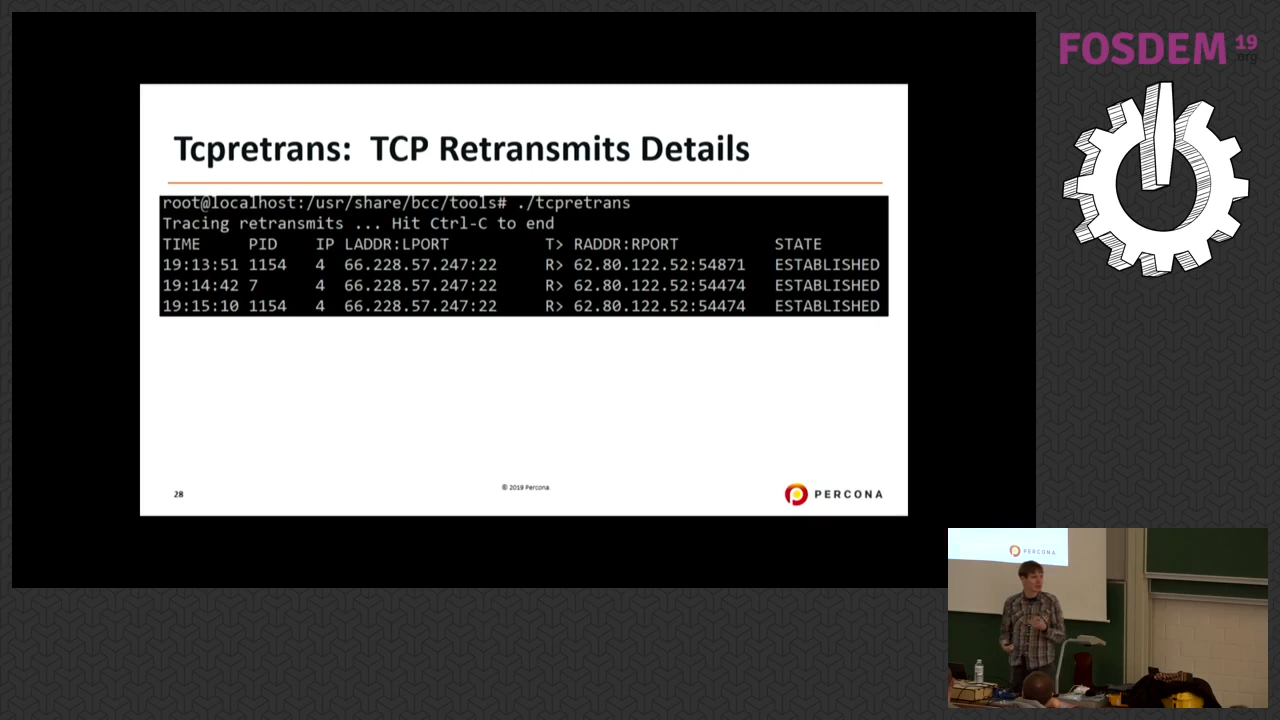 FOSDEM 19
.org
Tcpretrans: TCP Retransmits Details
root@localhost:/usr/share/bcc/tools# ./tcpretrans
Tracing retransmits ... Hit Ctrl-C to end
TIME PID IP LADDR:LPORT T> RADDR:RPORT STATE
19:13:51 1154 4 66.228.57.247:22 R> 62.80.122.52:54871 ESTABLISHED
19:14:42 7 4 66.228.57.247:22 R> 62.80.122.52:54474 ESTABLISHED
19:15:10 1154 4 66.228.57.247:22 R> 62.80.122.52:54474 ESTABLISHED
28
© 2019 Percona.
PERCONA
PERCONA